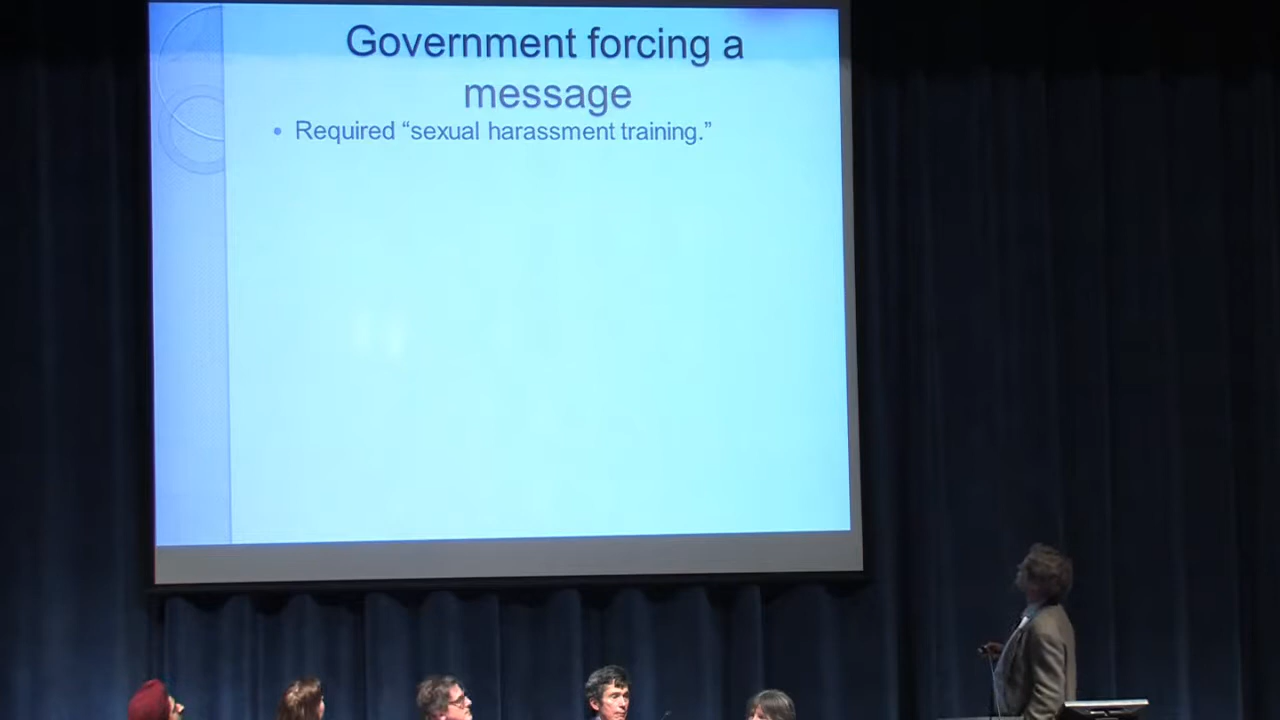 Government forcing a
message
• Required “sexual harassment training.”